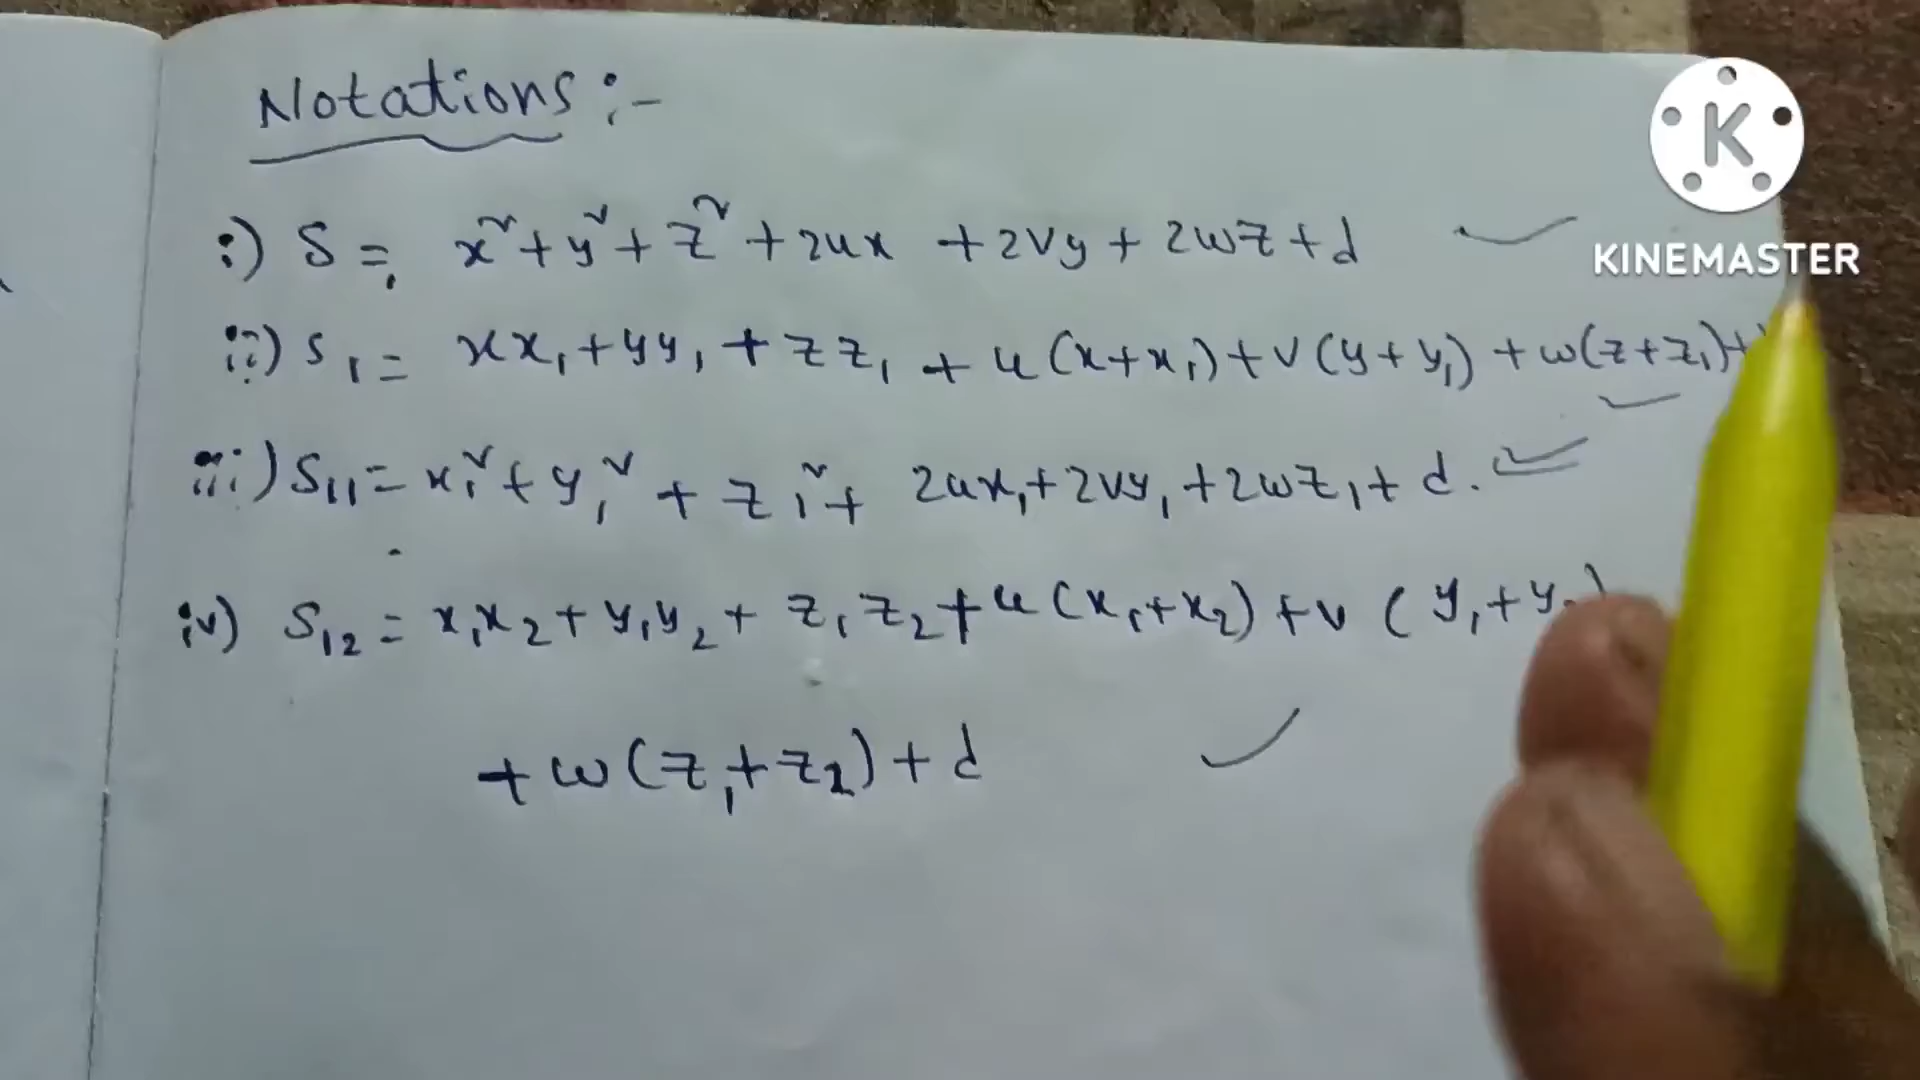 Notations :-
i) S = x² + y² + z² + 2ux + 2vy + 2wz + d
ii) S₁ = xx₁ + yy₁ + zz₁ + u(x+x₁) + v(y+y₁) + w(z+z₁) +
iii) S₁₁ = x₁² + y₁² + z₁² + 2ux₁ + 2vy₁ + 2wz₁ + d.
iv) S₁₂ = x₁x₂ + y₁y₂ + z₁z₂ + u(x₁+x₂) + v(y₁+y
+ w(z₁+z₂) + d
K
KINEMASTER